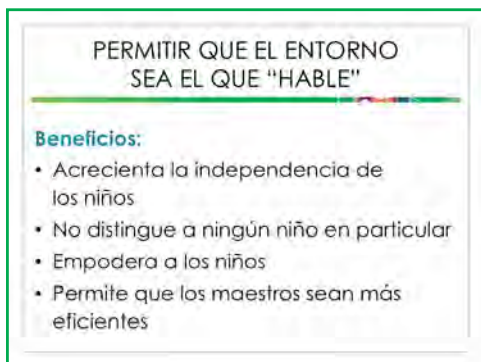 PERMITIR QUE EL ENTORNO
SEA EL QUE “HABLE”
Beneficios:
• Acrecienta la independencia de
los niños
• No distingue a ningún niño en particular
• Empodera a los niños
• Permite que los maestros sean más
eficientes